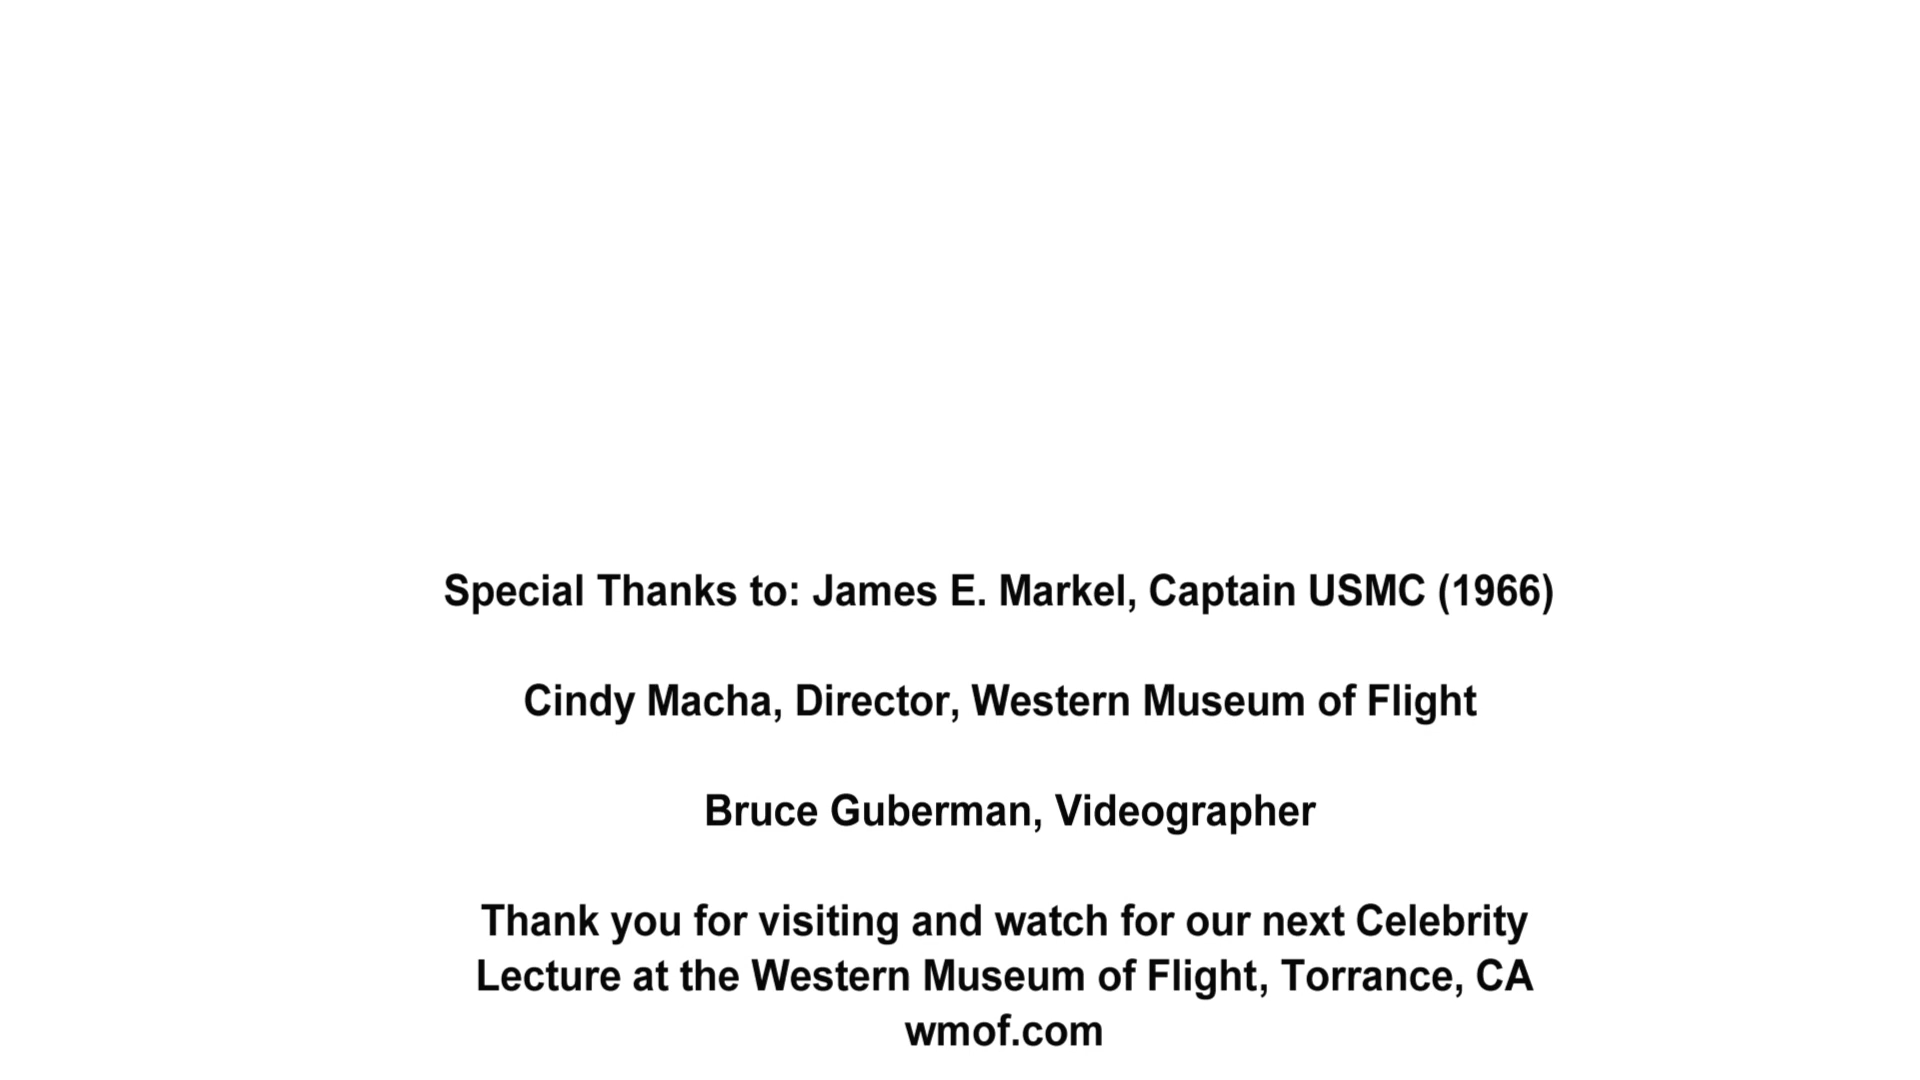 Special Thanks to: James E. Markel, Captain USMC (1966)
Cindy Macha, Director, Western Museum of Flight
Bruce Guberman, Videographer
Thank you for visiting and watch for our next Celebrity
Lecture at the Western Museum of Flight, Torrance, CA
wmof.com